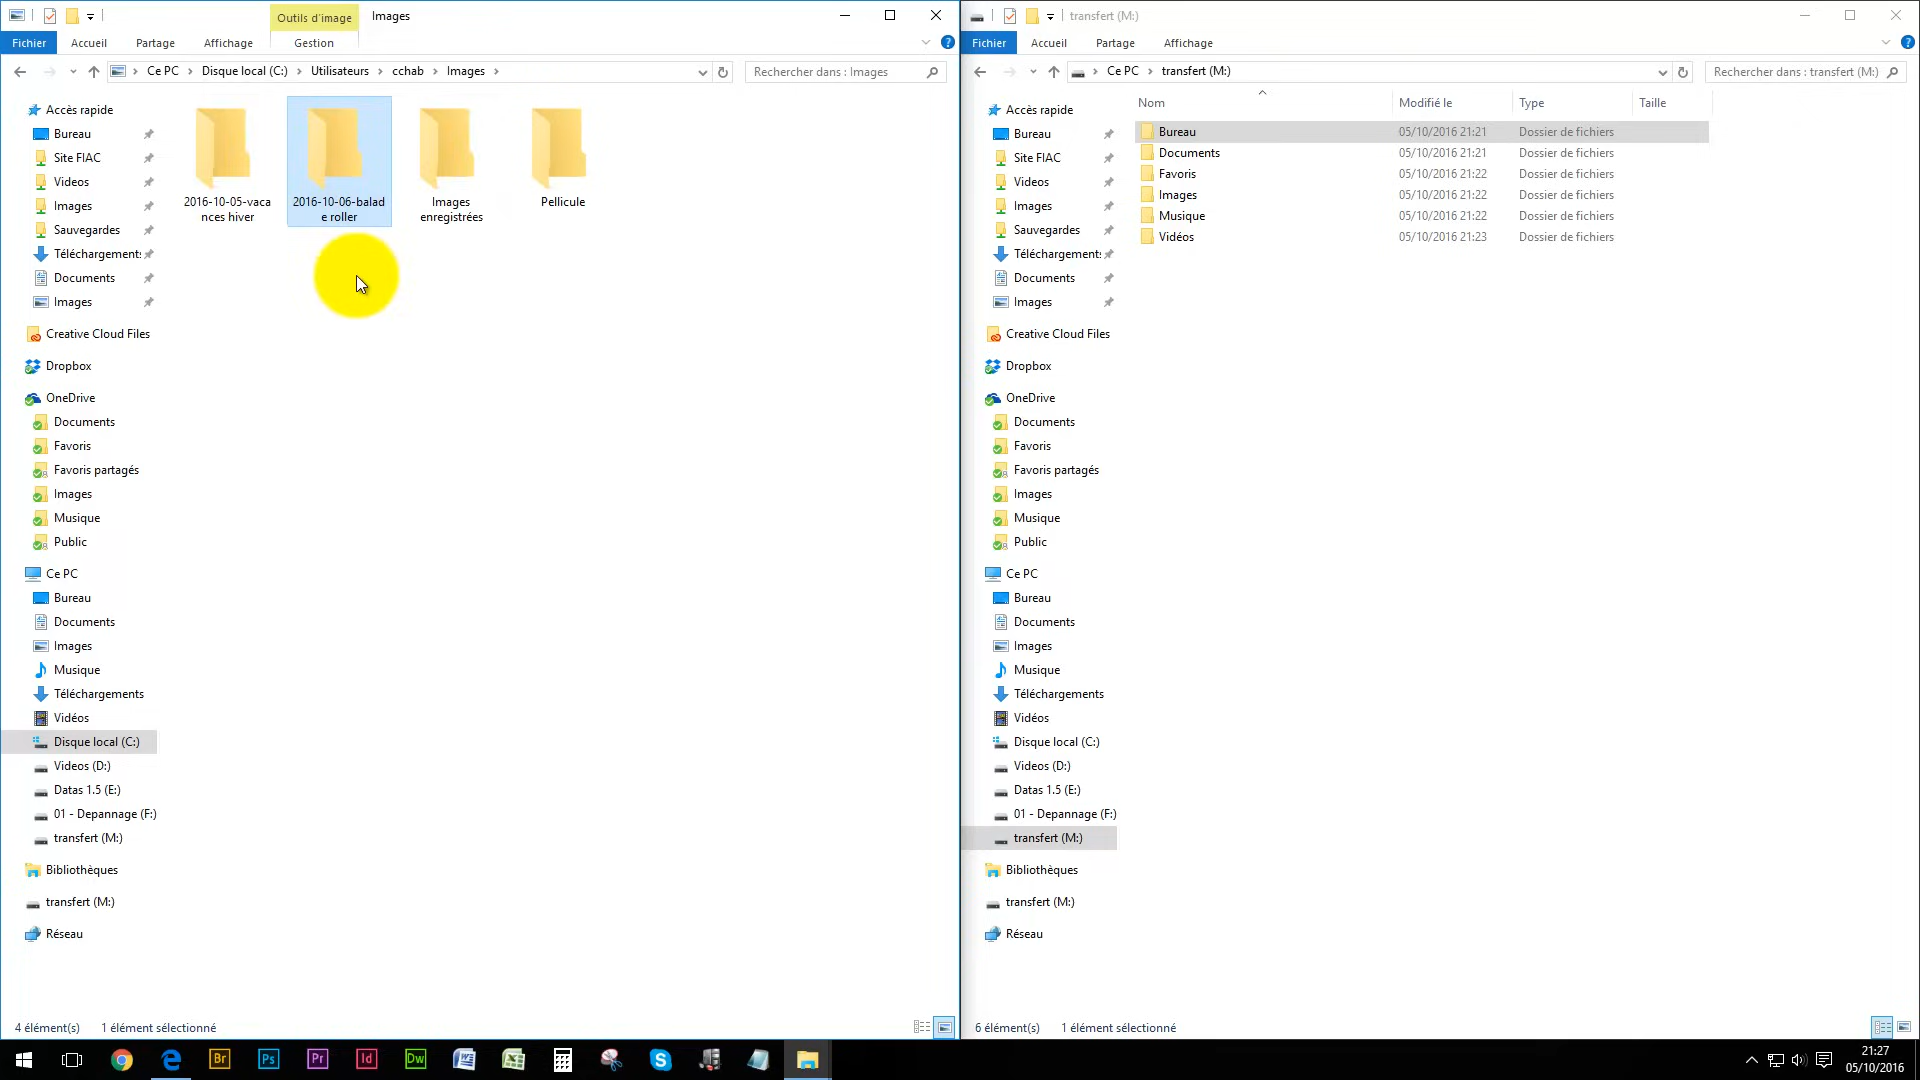 Outils d'image
Images
Fichier
Accueil
Partage
Affichage
Gestion
Ce PC
Disque local (C:)
Utilisateurs
cchab
Images
Rechercher dans : Images
Accès rapide
Bureau
Site FIAC
Videos
Images
Sauvegardes
Téléchargement:
Documents
Images
Creative Cloud Files
Dropbox
OneDrive
Documents
Favoris
Favoris partagés
Images
Musique
Public
Ce PC
Bureau
Documents
Images
Musique
Téléchargements
Vidéos
Disque local (C:)
Videos (D:)
Datas 1.5 (E:)
01 - Depannage (F:)
transfert (M:)
Bibliothèques
transfert (M:)
Réseau
2016-10-05-vaca
nces hiver
2016-10-06-balad
e roller
Images
enregistrées
Pellicule
4 élément(s)
1 élément sélectionné
transfert (M:)
Fichier
Accueil
Partage
Affichage
Ce PC
transfert (M:)
Rechercher dans : transfert (M:)
Accès rapide
Bureau
Site FIAC
Videos
Images
Sauvegardes
Téléchargement:
Documents
Images
Creative Cloud Files
Dropbox
OneDrive
Documents
Favoris
Favoris partagés
Images
Musique
Public
Ce PC
Bureau
Documents
Images
Musique
Téléchargements
Vidéos
Disque local (C:)
Videos (D:)
Datas 1.5 (E:)
01 - Depannage (F:)
transfert (M:)
Bibliothèques
transfert (M:)
Réseau
Nom Modifié le Type Taille
Bureau 05/10/2016 21:21 Dossier de fichiers
Documents 05/10/2016 21:21 Dossier de fichiers
Favoris 05/10/2016 21:22 Dossier de fichiers
Images 05/10/2016 21:22 Dossier de fichiers
Musique 05/10/2016 21:22 Dossier de fichiers
Vidéos 05/10/2016 21:23 Dossier de fichiers
6 élément(s)
1 élément sélectionné
Br
Ps
Pr
Id
Dw
21:27
05/10/2016